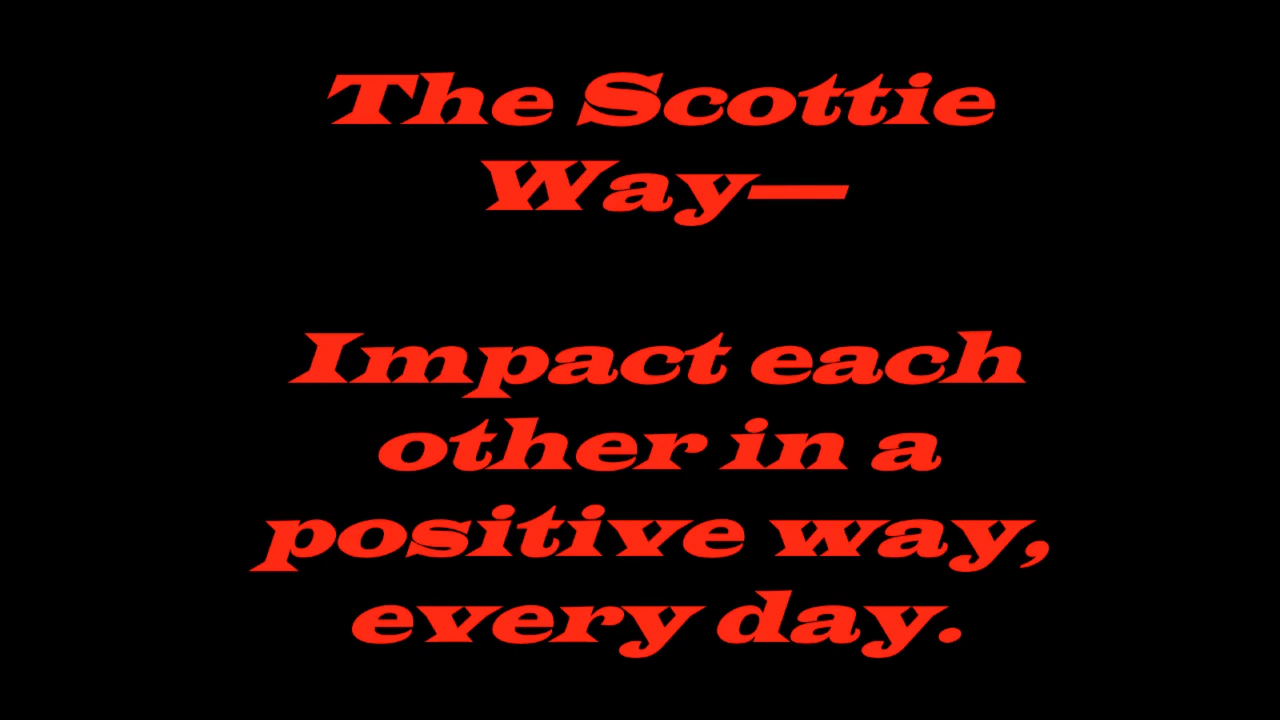 The Scottie
Way—
Impact each
other in a
positive way,
every day.